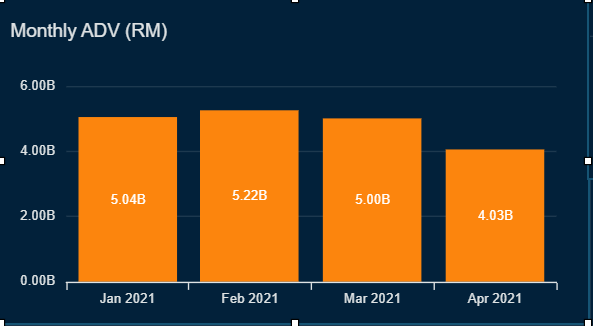 Monthly ADV (RM)
6.00B
4.00B
2.00B
0.00B
5.04B
5.22B
5.00B
4.03B
Jan 2021
Feb 2021
Mar 2021
Apr 2021